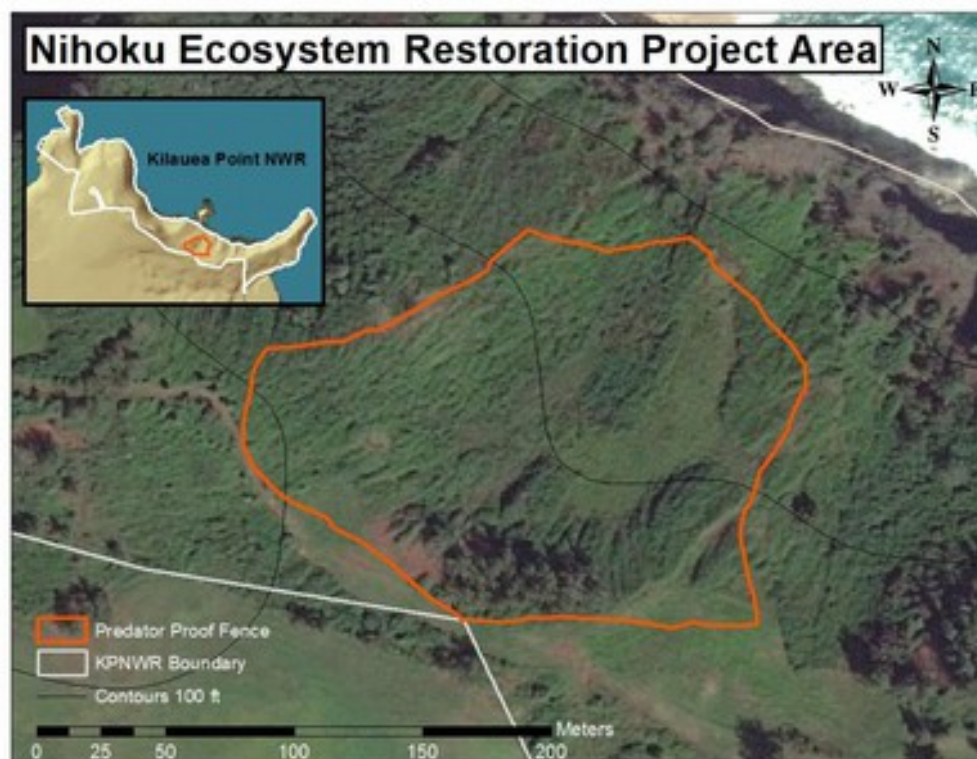 Nihoku Ecosystem Restoration Project Area
N
W E
S
Kilauea Point NWR
Predator Proof Fence
KPNWR Boundary
Contours 100 ft
Meters
0 25 50 100 150 200